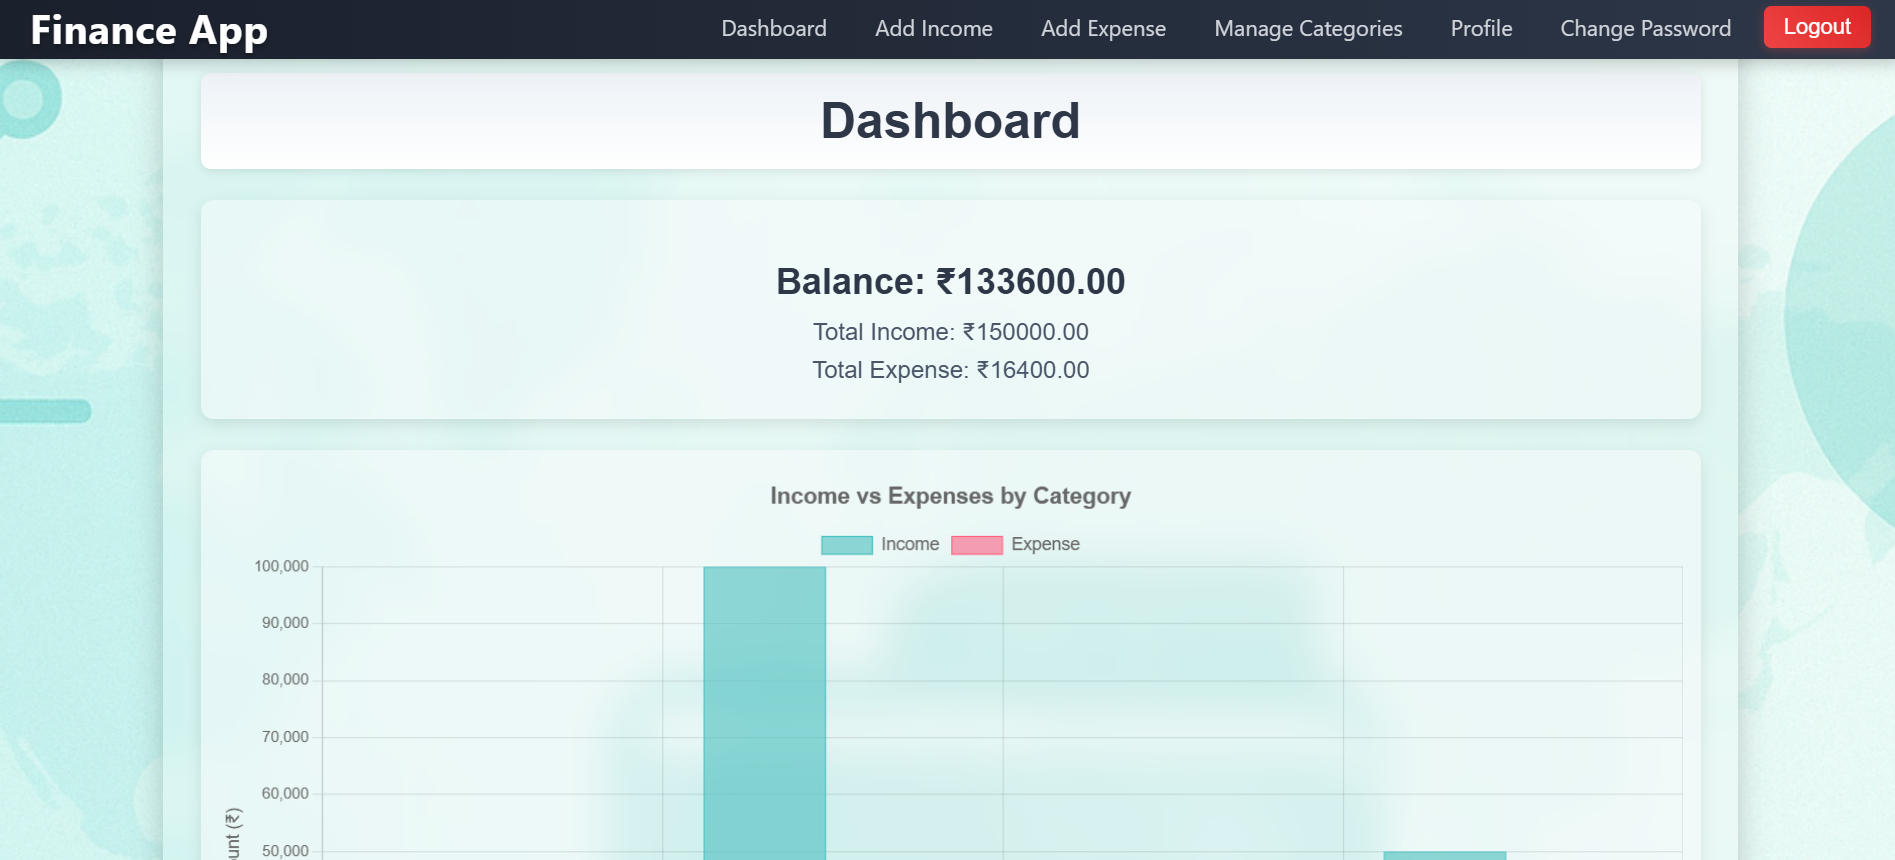 Finance App
Dashboard
Add Income
Add Expense
Manage Categories
Profile
Change Password
Logout
Dashboard
Balance: ₹133600.00
Total Income: ₹150000.00
Total Expense: ₹16400.00
Income vs Expenses by Category
Income
Expense
100,000
90,000
80,000
70,000
60,000
50,000
(₹)